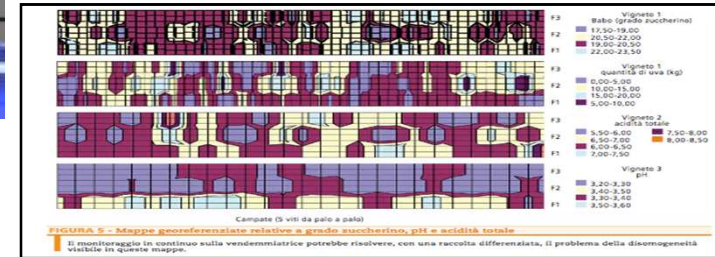 Vigneto 1
Babo (grado zuccherino)
17,50-19,00
20,50-22,00
19,00-20,50
22,00-23,50
F3
F2
F1
Vigneto 1
quantità di uva (kg)
0,00-5,00
10,00-15,00
15,00-20,00
5,00-10,00
F3
F2
F1
Vigneto 2
acidità totale
5,50-6,00
6,50-7,00
6,00-6,50
7,00-7,50
7,50-8,00
8,00-8,50
F3
F2
F1
Vigneto 3
pH
3,20-3,30
3,40-3,50
3,30-3,40
3,50-3,60
F3
F2
F1
Campate (5 viti da palo a palo)
FIGURA 5 - Mappe georeferenziate relative a grado zuccherino, pH e acidità totale
Il monitoraggio in continuo sulla vendemmiatrice potrebbe risolvere, con una raccolta differenziata, il problema della disomogeneità
visibile in queste mappe.